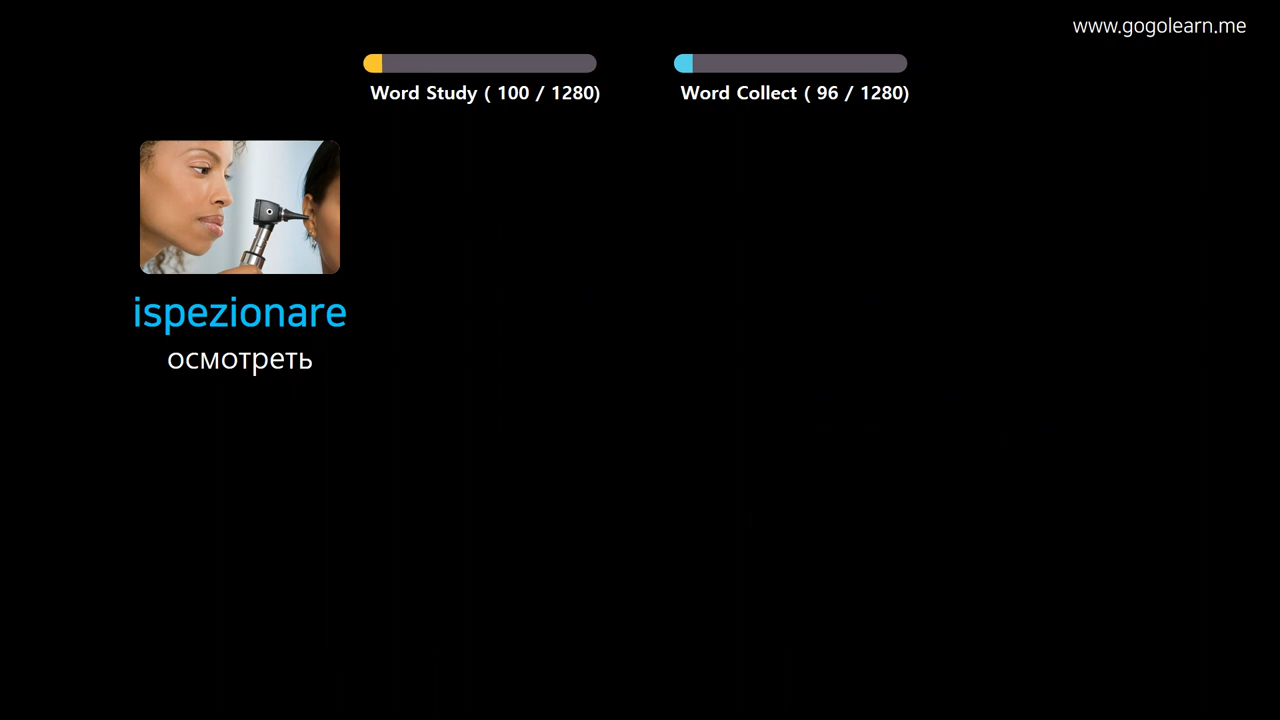 www.gogolearn.me
Word Study ( 100 / 1280)
Word Collect ( 96 / 1280)
ispezionare
осмотреть